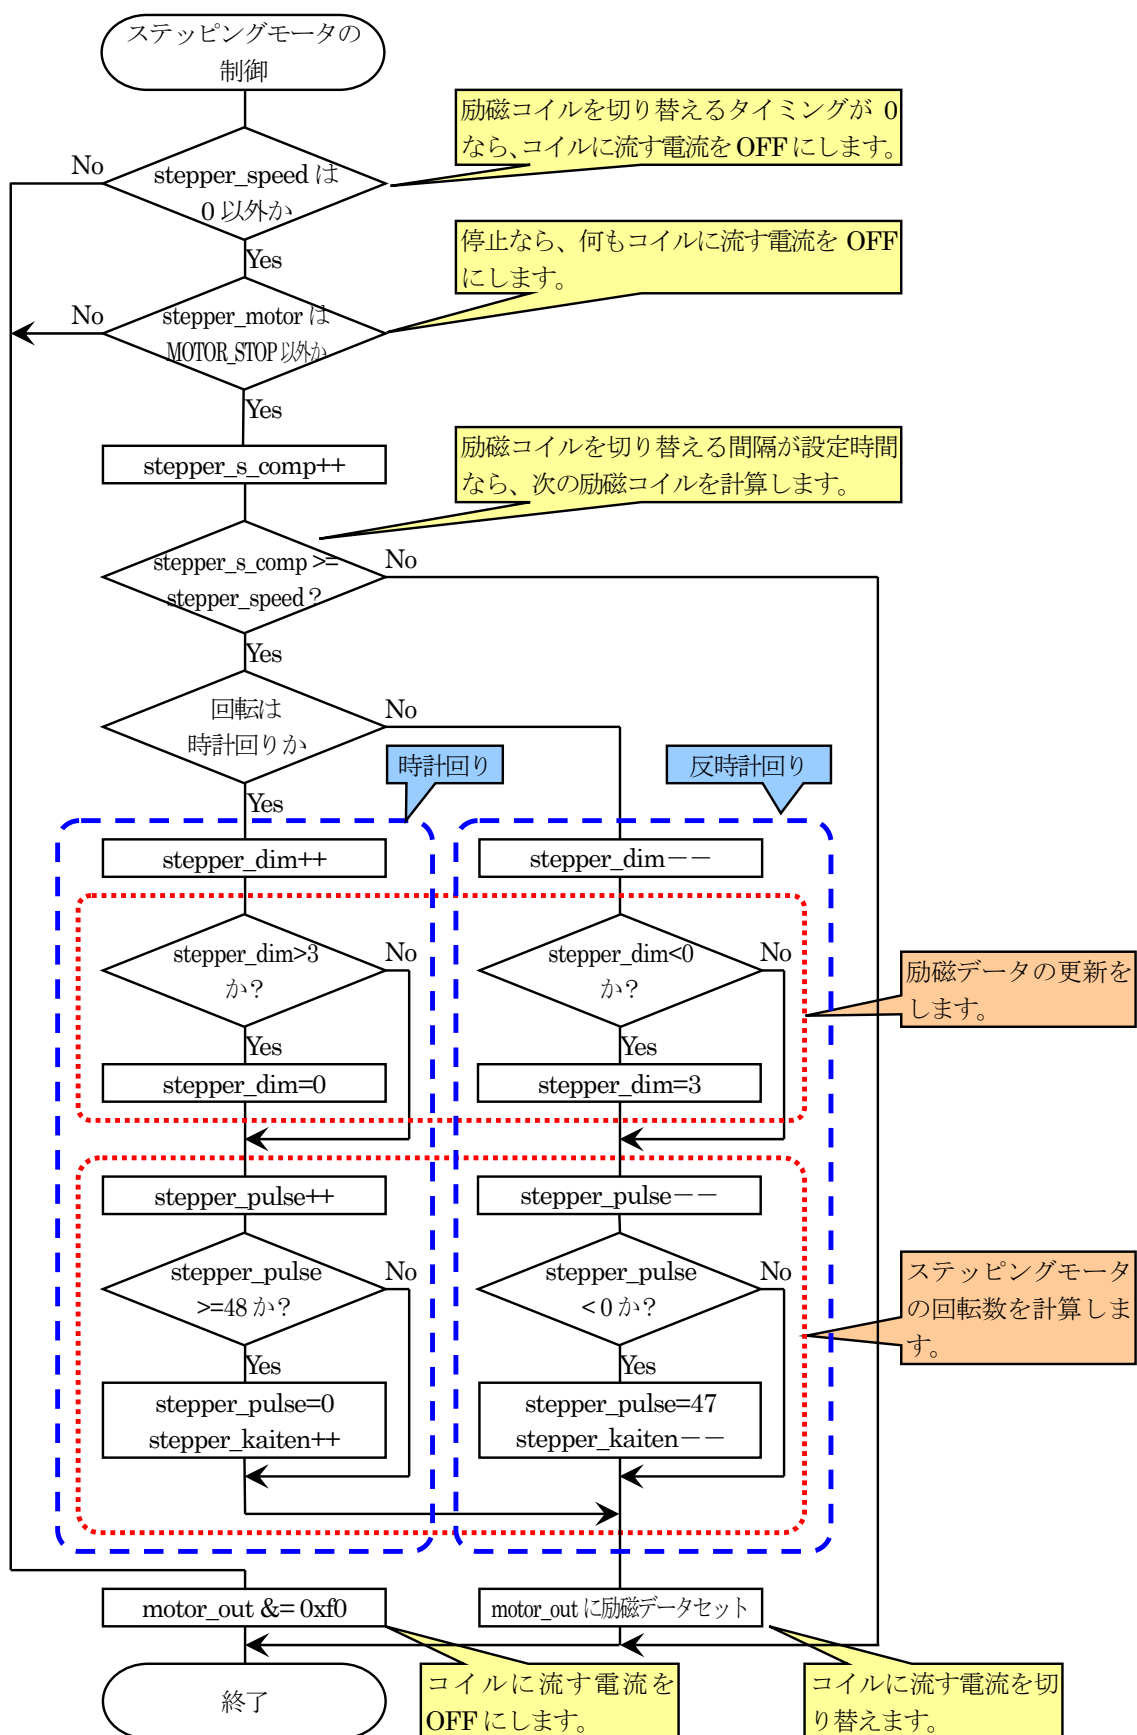 ステッピングモータの
制御
励磁コイルを切り替えるタイミングが 0
なら、コイルに流す電流を OFF にします。
No
stepper_speed は
0 以外か
Yes
停止なら、何もコイルに流す電流を OFF
にします。
No
stepper_motor は
MOTOR_STOP 以外か
Yes
stepper_s_comp++
励磁コイルを切り替える間隔が設定時間
なら、次の励磁コイルを計算します。
stepper_s_comp >=
stepper_speed?
No
Yes
回転は
時計回りか
No
時計回り
反時計回り
Yes
stepper_dim++
stepper_dim－－
stepper_dim>3
か?
No
stepper_dim<0
か?
No
励磁データの更新を
します。
Yes
Yes
stepper_dim=0
stepper_dim=3
stepper_pulse++
stepper_pulse－－
stepper_pulse
>=48 か?
No
stepper_pulse
<0 か?
No
ステッピングモータ
の回転数を計算しま
す。
Yes
Yes
stepper_pulse=0
stepper_kaiten++
stepper_pulse=47
stepper_kaiten－－
motor_out &= 0xf0
motor_out に励磁データセット
終了
コイルに流す電流を
OFF にします。
コイルに流す電流を切
り替えます。